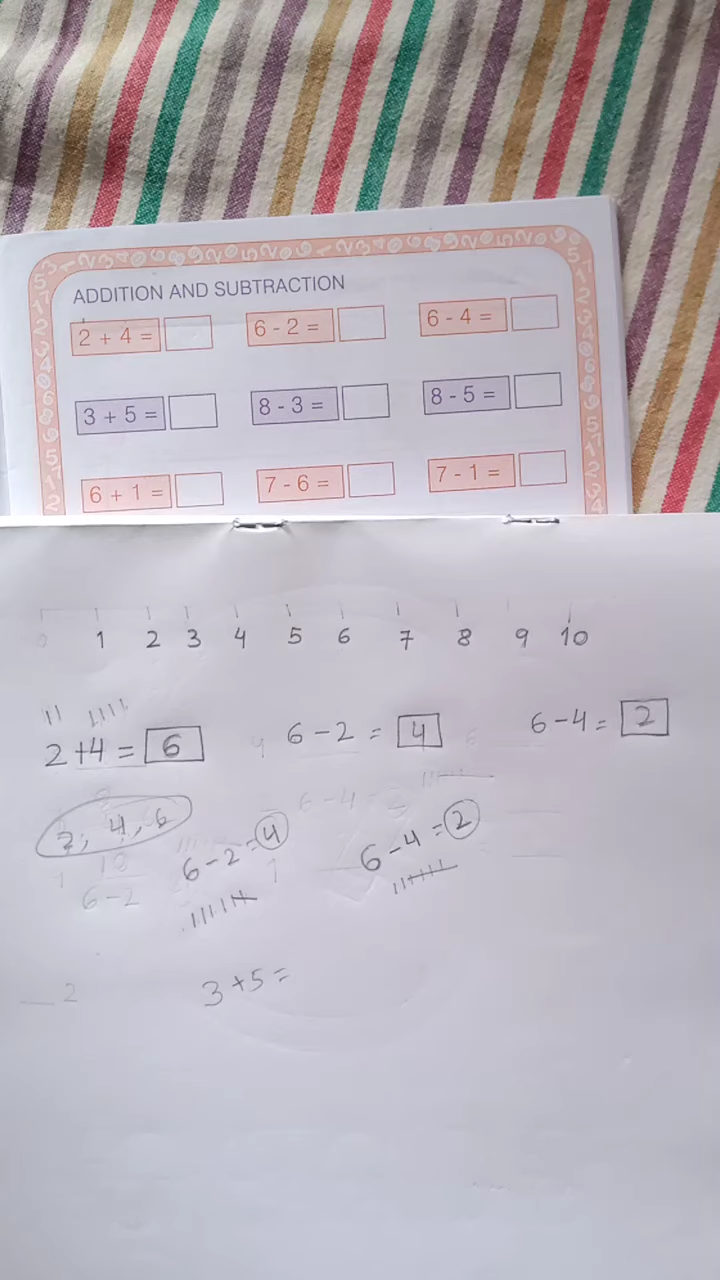 ADDITION AND SUBTRACTION
2 + 4 = 6 - 2 = 6 - 4 =
3 + 5 = 8 - 3 = 8 - 5 =
6 + 1 = 7 - 6 = 7 - 1 =
1 2 3 4 5 6 7 8 9 10
2+4 = 6 6-2 = 4 6-4 = 2
2, 4, 6 6-2 = 4 6-4 = 2
3+5 =